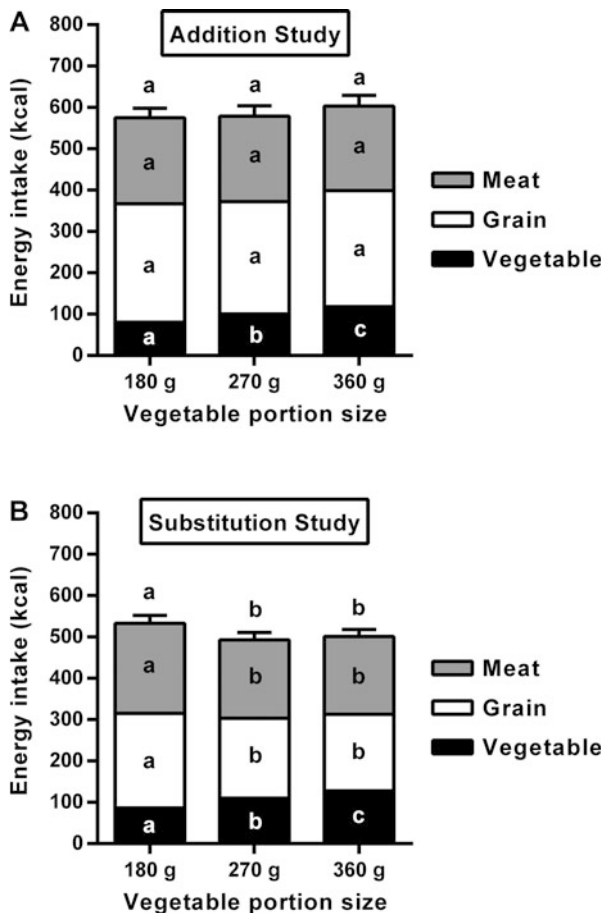 A
Addition Study
Energy intake (kcal)
800
700
600
500
400
300
200
100
0
a a a
a a a
a a a
a b c
180 g 270 g 360 g
Vegetable portion size
Meat
Grain
Vegetable
B
Substitution Study
Energy intake (kcal)
800
700
600
500
400
300
200
100
0
a b b
a b b
a b b
a b c
180 g 270 g 360 g
Vegetable portion size
Meat
Grain
Vegetable